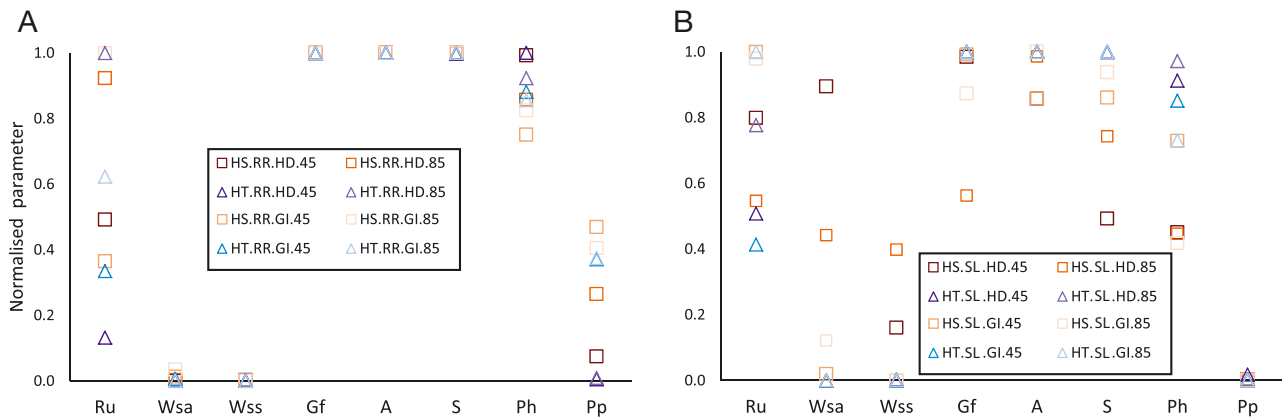 A
B
Normalised parameter
1.0
0.8
0.6
0.4
0.2
0.0
HS.RR.HD.45 HS.RR.HD.85
HT.RR.HD.45 HT.RR.HD.85
HS.RR.GI.45 HS.RR.GI.85
HT.RR.GI.45 HT.RR.GI.85
Ru Wsa Wss Gf A S Ph Pp
1.0
0.8
0.6
0.4
0.2
0.0
HS.SL.HD.45 HS.SL.HD.85
HT.SL.HD.45 HT.SL.HD.85
HS.SL.GI.45 HS.SL.GI.85
HT.SL.GI.45 HT.SL.GI.85
Ru Wsa Wss Gf A S Ph Pp